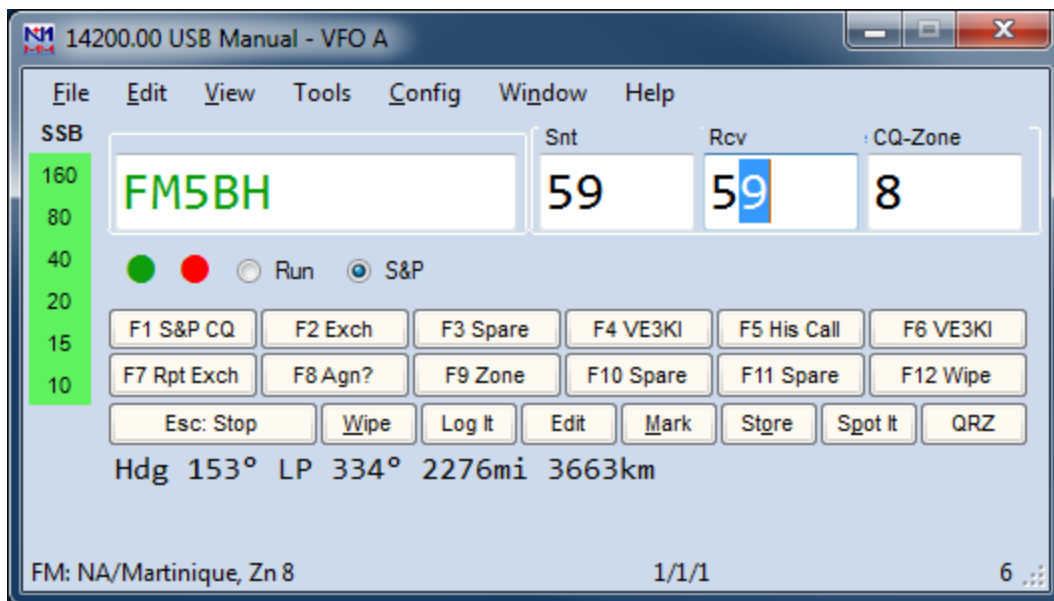 14200.00 USB Manual - VFO A
File Edit View Tools Config Window Help
SSB Snt Rcv CQ-Zone
160
80
40
20
15
10
FM5BH 59 59 8
Run S&P
F1 S&P CQ F2 Exch F3 Spare F4 VE3KI F5 His Call F6 VE3KI
F7 Rpt Exch F8 Agn? F9 Zone F10 Spare F11 Spare F12 Wipe
Esc: Stop Wipe Log It Edit Mark Store Spot It QRZ
Hdg 153° LP 334° 2276mi 3663km
FM: NA/Martinique, Zn 8 1/1/1 6